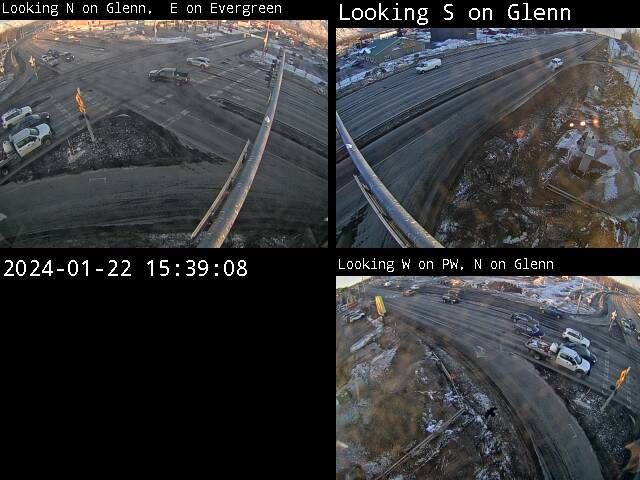 Looking N on Glenn,  E on Evergreen
Looking S on Glenn
2024-01-22 15:39:08
Looking W on PW, N on Glenn